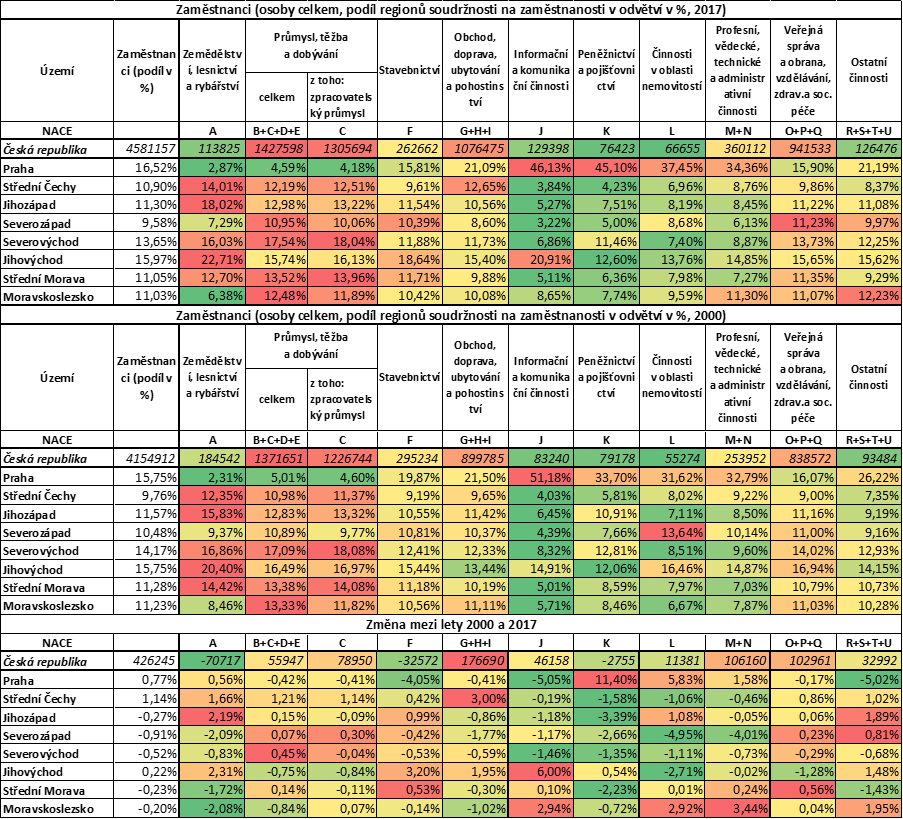 Zaměstnanci (osoby celkem, podíl regionů soudržnosti na zaměstnanosti v odvětví v %, 2017)
Území Zaměstnanci (podíl v %) Zemědělství, lesnictví a rybářství Průmysl, těžba a dobývání celkem z toho: zpracovatelský průmysl Stavebnictví Obchod, doprava, ubytování a pohostinství Informační a komunikační činnosti Peněžnictví a pojišťovnictví Činnosti v oblasti nemovitostí Profesní, vědecké, technické a administrativní činnosti Veřejná správa a obrana, vzdělávání, zdrav.a soc. péče Ostatní činnosti
NACE A B+C+D+E C F G+H+I J K L M+N O+P+Q R+S+T+U
Česká republika 4581157 113825 1427598 1305694 262662 1076475 129398 76423 66655 360112 941533 126476
Praha 16,52% 2,87% 4,59% 4,18% 15,81% 21,09% 46,13% 45,10% 37,45% 34,36% 15,90% 21,19%
Střední Čechy 10,90% 14,01% 12,19% 12,51% 9,61% 12,65% 3,84% 4,23% 6,96% 8,76% 9,86% 8,37%
Jihozápad 11,30% 18,02% 12,98% 13,22% 11,54% 10,56% 5,27% 7,51% 8,19% 8,45% 11,22% 11,08%
Severozápad 9,58% 7,29% 10,95% 10,06% 10,39% 8,60% 3,22% 5,00% 8,68% 6,13% 11,23% 9,97%
Severovýchod 13,65% 16,03% 17,54% 18,04% 11,88% 11,73% 6,86% 11,46% 7,40% 8,87% 13,73% 12,25%
Jihovýchod 15,97% 22,71% 15,74% 16,13% 18,64% 15,40% 20,91% 12,60% 13,76% 14,85% 15,65% 15,62%
Střední Morava 11,05% 12,70% 13,52% 13,96% 11,71% 9,88% 5,11% 6,36% 7,98% 7,27% 11,35% 9,29%
Moravskoslezsko 11,03% 6,38% 12,48% 11,89% 10,42% 10,08% 8,65% 7,74% 9,59% 11,30% 11,07% 12,23%
Zaměstnanci (osoby celkem, podíl regionů soudržnosti na zaměstnanosti v odvětví v %, 2000)
Území Zaměstnanci (podíl v %) Zemědělství, lesnictví a rybářství Průmysl, těžba a dobývání celkem z toho: zpracovatelský průmysl Stavebnictví Obchod, doprava, ubytování a pohostinství Informační a komunikační činnosti Peněžnictví a pojišťovnictví Činnosti v oblasti nemovitostí Profesní, vědecké, technické a administrativní činnosti Veřejná správa a obrana, vzdělávání, zdrav.a soc. péče Ostatní činnosti
NACE A B+C+D+E C F G+H+I J K L M+N O+P+Q R+S+T+U
Česká republika 4154912 184542 1371651 1226744 295234 899785 83240 79178 55274 253952 838572 93484
Praha 15,75% 2,31% 5,01% 4,60% 19,87% 21,50% 51,18% 33,70% 31,62% 32,79% 16,07% 26,22%
Střední Čechy 9,76% 12,35% 10,98% 11,37% 9,19% 9,65% 4,03% 5,81% 8,02% 9,22% 9,00% 7,35%
Jihozápad 11,57% 15,83% 12,83% 13,32% 10,55% 11,42% 6,45% 10,91% 7,11% 8,50% 11,16% 9,19%
Severozápad 10,48% 9,37% 10,89% 9,77% 10,81% 10,37% 4,39% 7,66% 13,64% 10,14% 11,00% 9,16%
Severovýchod 14,17% 16,86% 17,09% 18,08% 12,41% 12,33% 8,32% 12,81% 8,51% 9,60% 14,02% 12,93%
Jihovýchod 15,75% 20,40% 16,49% 16,97% 15,44% 13,44% 14,91% 12,06% 16,46% 14,87% 16,94% 14,15%
Střední Morava 11,28% 14,42% 13,38% 14,08% 11,18% 10,19% 5,01% 8,59% 7,97% 7,03% 10,79% 10,73%
Moravskoslezsko 11,23% 8,46% 13,33% 11,82% 10,56% 11,11% 5,71% 8,46% 6,67% 7,87% 11,03% 10,28%
Změna mezi lety 2000 a 2017
NACE A B+C+D+E C F G+H+I J K L M+N O+P+Q R+S+T+U
Česká republika 426245 -70717 55947 78950 -32572 176690 46158 -2755 11381 106160 102961 32992
Praha 0,77% 0,56% -0,42% -0,41% -4,05% -0,41% -5,05% 11,40% 5,83% 1,58% -0,17% -5,02%
Střední Čechy 1,14% 1,66% 1,21% 1,14% 0,42% 3,00% -0,19% -1,58% -1,06% -0,46% 0,86% 1,02%
Jihozápad -0,27% 2,19% 0,15% -0,09% 0,99% -0,86% -1,18% -3,39% 1,08% -0,05% 0,06% 1,89%
Severozápad -0,91% -2,09% 0,07% 0,30% -0,42% -1,77% -1,17% -2,66% -4,95% -4,01% 0,23% 0,81%
Severovýchod -0,52% -0,83% 0,45% -0,04% -0,53% -0,59% -1,46% -1,35% -1,11% -0,73% -0,29% -0,68%
Jihovýchod 0,22% 2,31% -0,75% -0,84% 3,20% 1,95% 6,00% 0,54% -2,71% -0,02% -1,28% 1,48%
Střední Morava -0,23% -1,72% 0,14% -0,11% 0,53% -0,30% 0,10% -2,23% 0,01% 0,24% 0,56% -1,43%
Moravskoslezsko -0,20% -2,08% -0,84% 0,07% -0,14% -1,02% 2,94% -0,72% 2,92% 3,44% 0,04% 1,95%